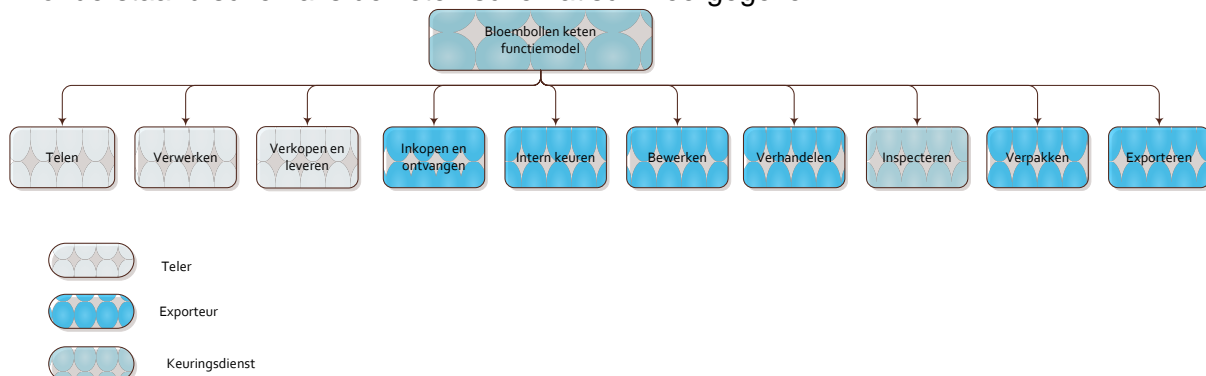 Bloembollen keten
functiemodel
Telen
Verwerken
Verkopen en
leveren
Inkopen en
ontvangen
Intern keuren
Bewerken
Verhandelen
Inspecteren
Verpakken
Exporteren
Teler
Exporteur
Keuringsdienst